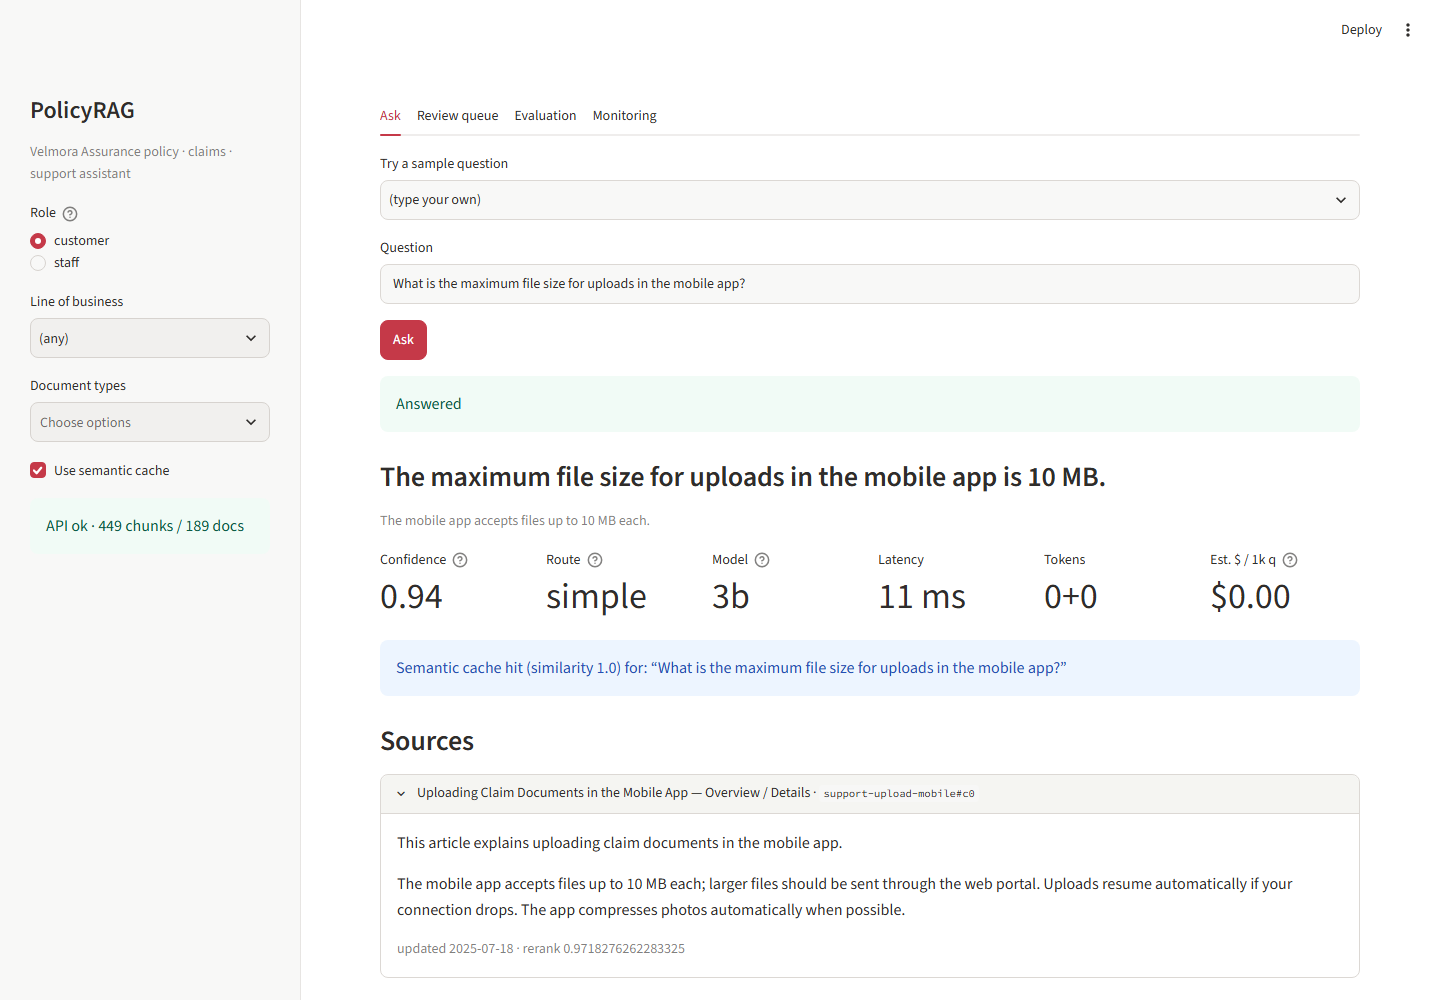 Deploy
PolicyRAG
Velmora Assurance policy · claims ·
support assistant
Role
customer
staff
Line of business
(any)
Document types
Choose options
Use semantic cache
API ok · 449 chunks / 189 docs
Ask Review queue Evaluation Monitoring
Try a sample question
(type your own)
Question
What is the maximum file size for uploads in the mobile app?
Ask
Answered
The maximum file size for uploads in the mobile app is 10 MB.
The mobile app accepts files up to 10 MB each.
Confidence Route Model Latency Tokens Est. $ / 1k q
0.94 simple 3b 11 ms 0+0 $0.00
Semantic cache hit (similarity 1.0) for: “What is the maximum file size for uploads in the mobile app?”
Sources
Uploading Claim Documents in the Mobile App — Overview / Details · support-upload-mobile#c0
This article explains uploading claim documents in the mobile app.
The mobile app accepts files up to 10 MB each; larger files should be sent through the web portal. Uploads resume automatically if your
connection drops. The app compresses photos automatically when possible.
updated 2025-07-18 · rerank 0.9718276262283325